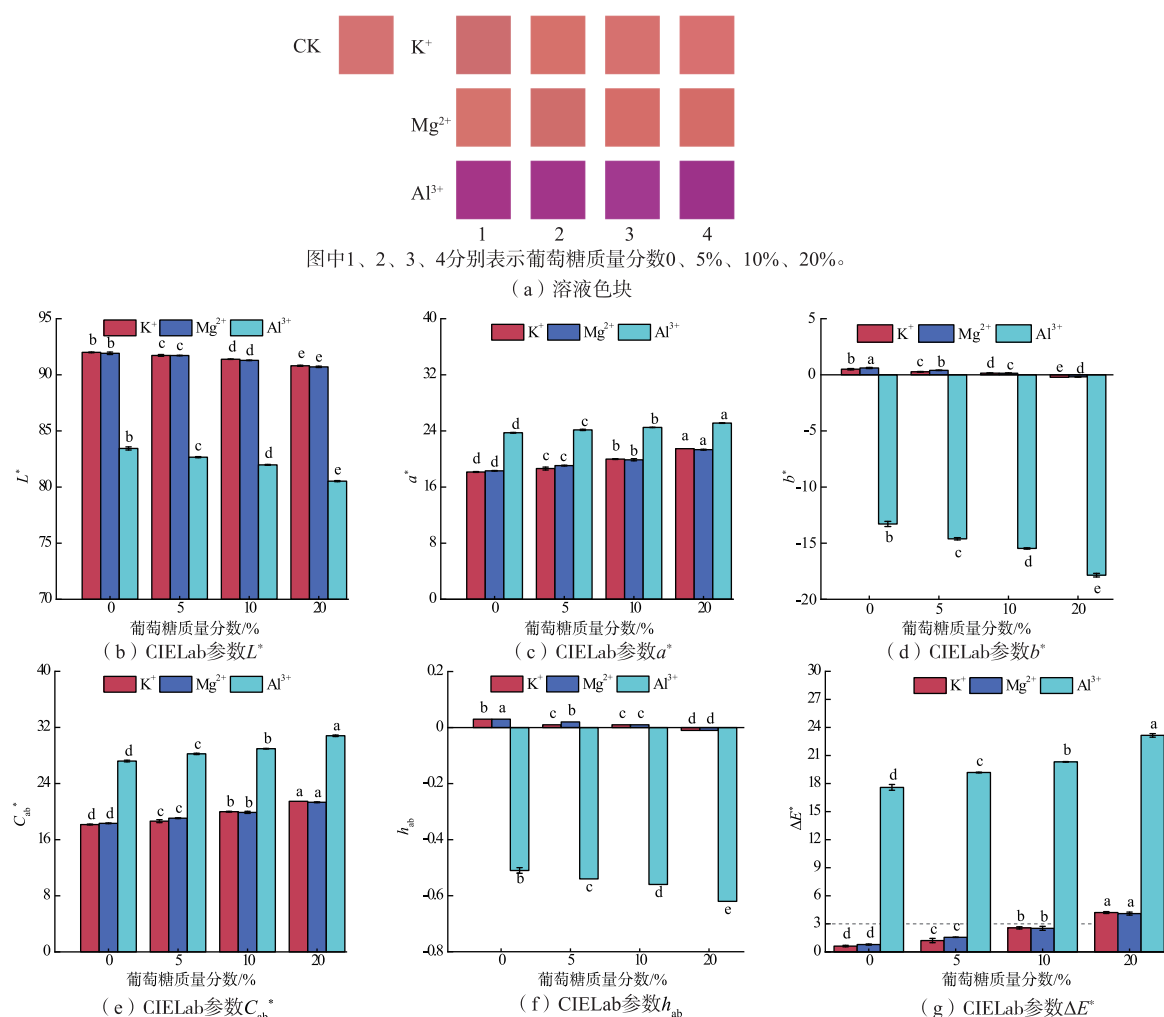 CK
K⁺
Mg²⁺
Al³⁺
1 2 3 4
图中1、2、3、4分别表示葡萄糖质量分数0、5%、10%、20%。
(a)溶液色块
K⁺ Mg²⁺ Al³⁺
b b b
c c c
d d d
e e e
95
90
85
80
75
70
L*
0 5 10 20
葡萄糖质量分数/%
(b)CIELab参数L*
K⁺ Mg²⁺ Al³⁺
d d d
c c c
b b b
a a a
40
32
24
16
8
0
a*
0 5 10 20
葡萄糖质量分数/%
(c)CIELab参数a*
K⁺ Mg²⁺ Al³⁺
b a b
c b c
d c d
e d e
5
0
-5
-10
-15
-20
b*
0 5 10 20
葡萄糖质量分数/%
(d)CIELab参数b*
K⁺ Mg²⁺ Al³⁺
d d d
c c c
b b b
a a a
40
32
24
16
8
0
C_ab*
0 5 10 20
葡萄糖质量分数/%
(e)CIELab参数C_ab*
K⁺ Mg²⁺ Al³⁺
b a b
c b c
c c d
d d e
0.2
0
-0.2
-0.4
-0.6
-0.8
h_ab
0 5 10 20
葡萄糖质量分数/%
(f)CIELab参数h_ab
K⁺ Mg²⁺ Al³⁺
d d d
c c c
b b b
a a a
30
27
24
21
18
15
12
9
6
3
0
ΔE*
0 5 10 20
葡萄糖质量分数/%
(g)CIELab参数ΔE*